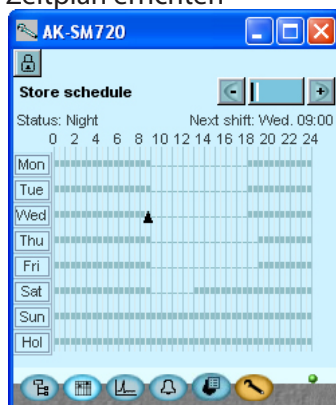 Zeitplan errichten
AK-SM720
Store schedule
Status: Night Next shift: Wed. 09:00
0 2 4 6 8 10 12 14 16 18 20 22 24
Mon
Tue
Wed
Thu
Fri
Sat
Sun
Hol